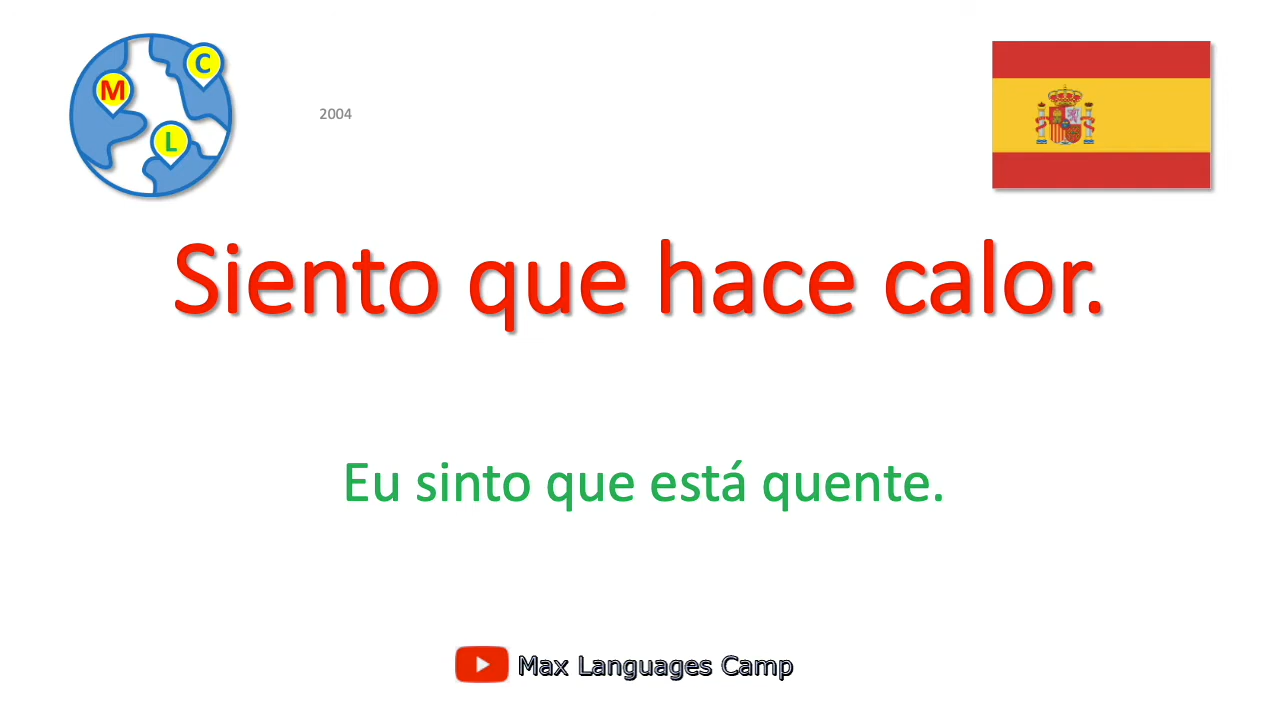 M
C
L
2004
Siento que hace calor.
Eu sinto que está quente.
Max Languages Camp